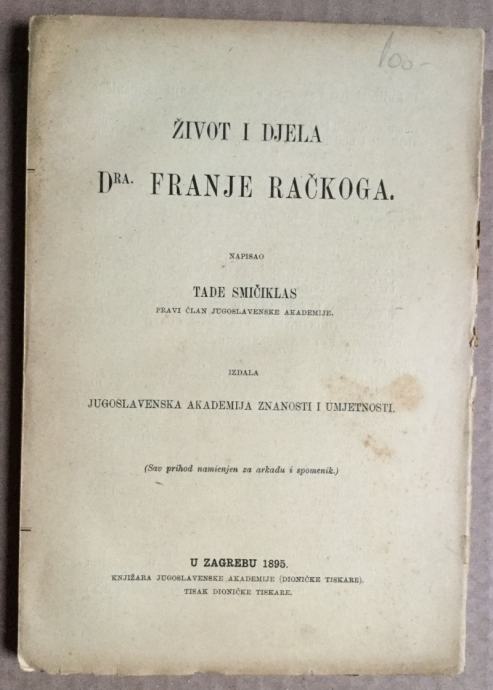 100-
ŽIVOT I DJELA
DRA. FRANJE RAČKOGA.
NAPISAO
TADE SMIČIKLAS
PRAVI ČLAN JUGOSLAVENSKE AKADEMIJE.
IZDALA
JUGOSLAVENSKA AKADEMIJA ZNANOSTI I UMJETNOSTI.
(Sav prihod namienjen za arkadu i spomenik.)
U ZAGREBU 1895.
KNJIŽARA JUGOSLAVENSKE AKADEMIJE (DIONIČKE TISKARE).
TISAK DIONIČKE TISKARE.